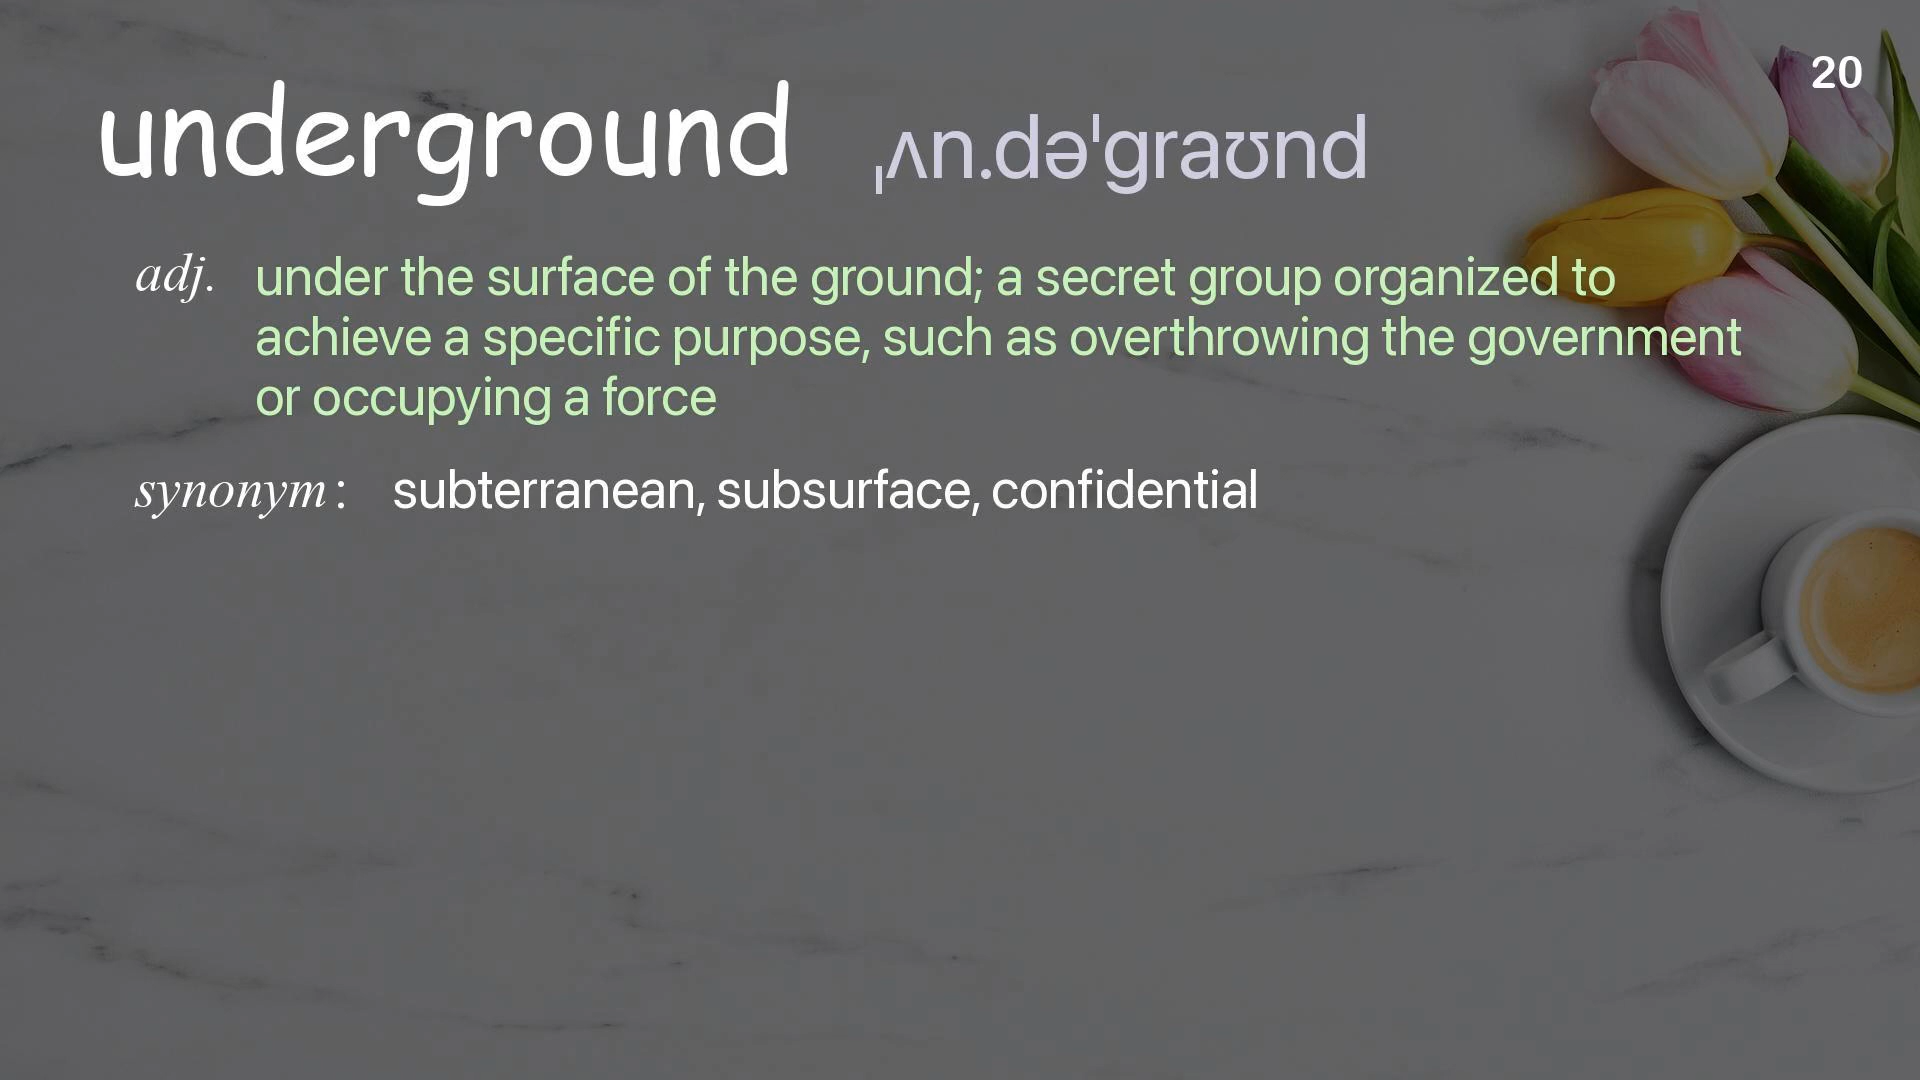 20
underground ˌʌn.dəˈɡraʊnd
adj. under the surface of the ground; a secret group organized to
achieve a specific purpose, such as overthrowing the government
or occupying a force
synonym : subterranean, subsurface, confidential